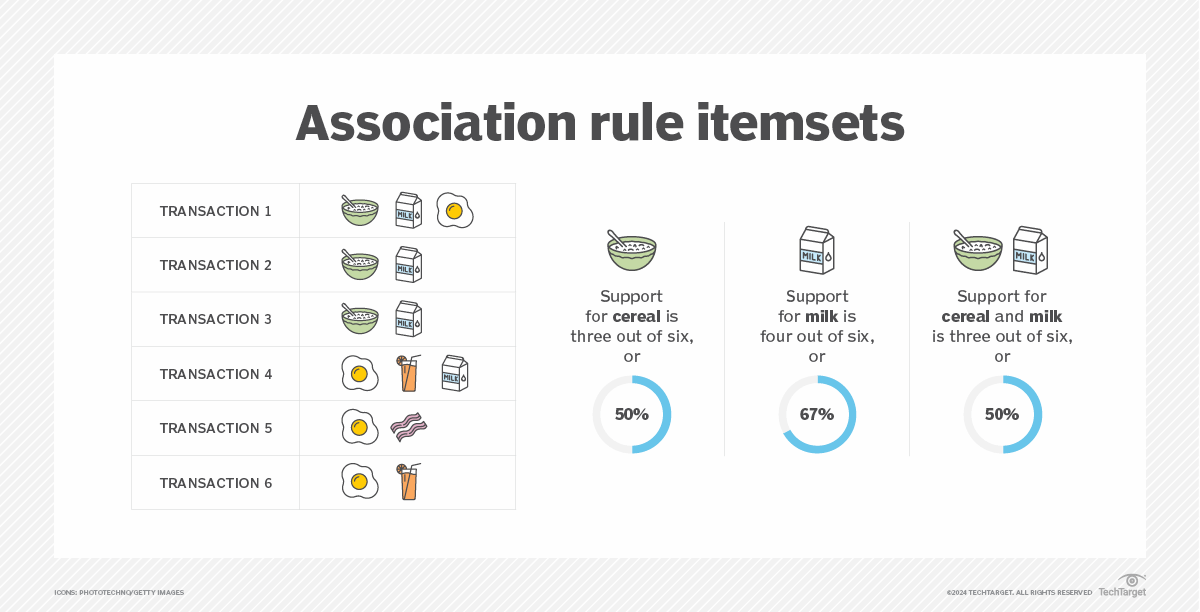 Association rule itemsets
TRANSACTION 1
MILK
TRANSACTION 2
MILK
TRANSACTION 3
MILK
TRANSACTION 4
MILK
TRANSACTION 5
TRANSACTION 6
Support
for cereal is
three out of six,
or
50%
MILK
Support
for milk is
four out of six,
or
67%
MILK
Support for
cereal and milk
is three out of six,
or
50%
ICONS: PHOTOTECHNO/GETTY IMAGES
©2024 TECHTARGET. ALL RIGHTS RESERVED
TechTarget